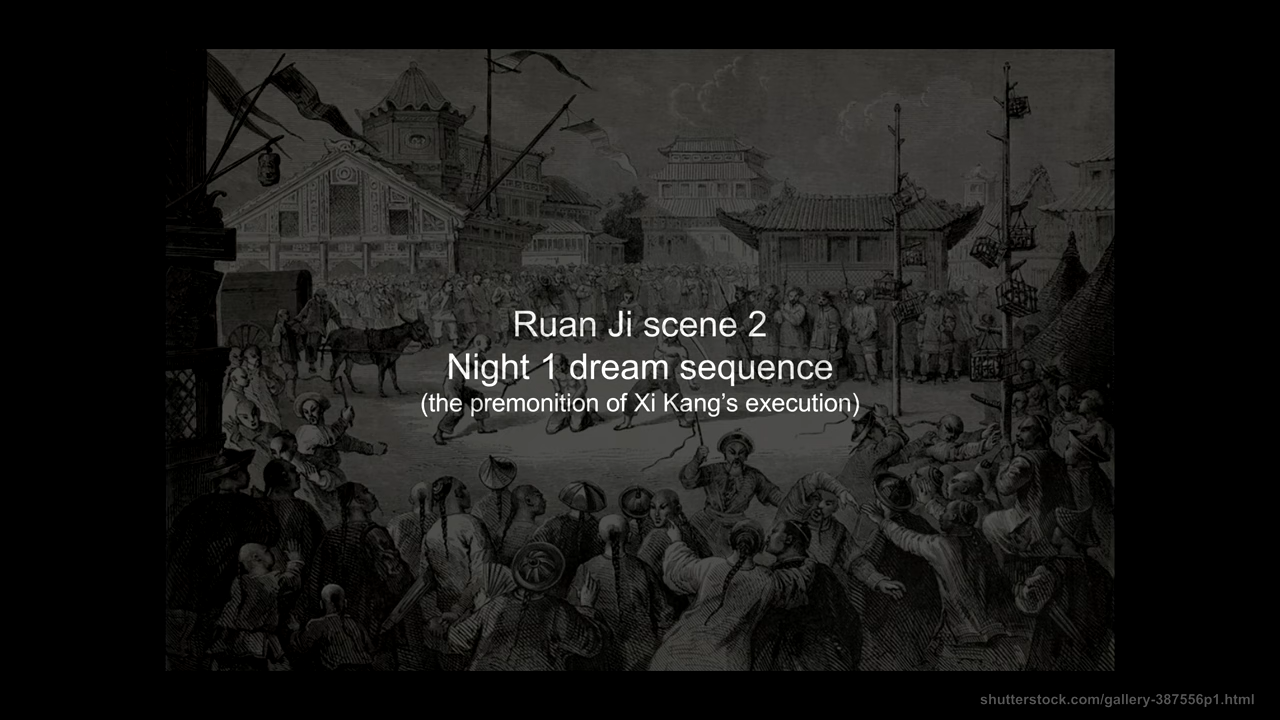 Ruan Ji scene 2
Night 1 dream sequence
(the premonition of Xi Kang’s execution)
shutterstock.com/gallery-387556p1.html